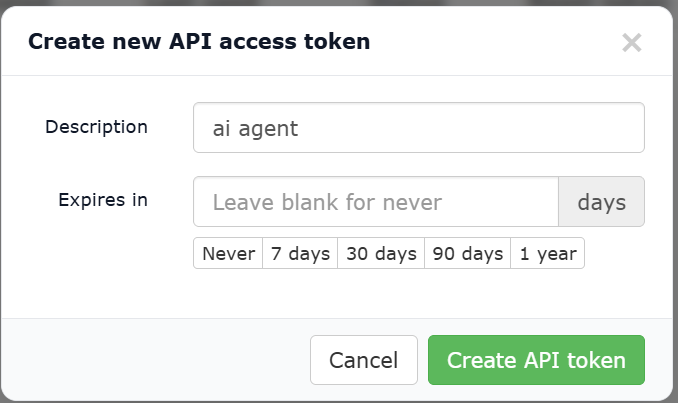 Create new API access token ×
Description ai agent
Expires in Leave blank for never days
Never 7 days 30 days 90 days 1 year
Cancel Create API token